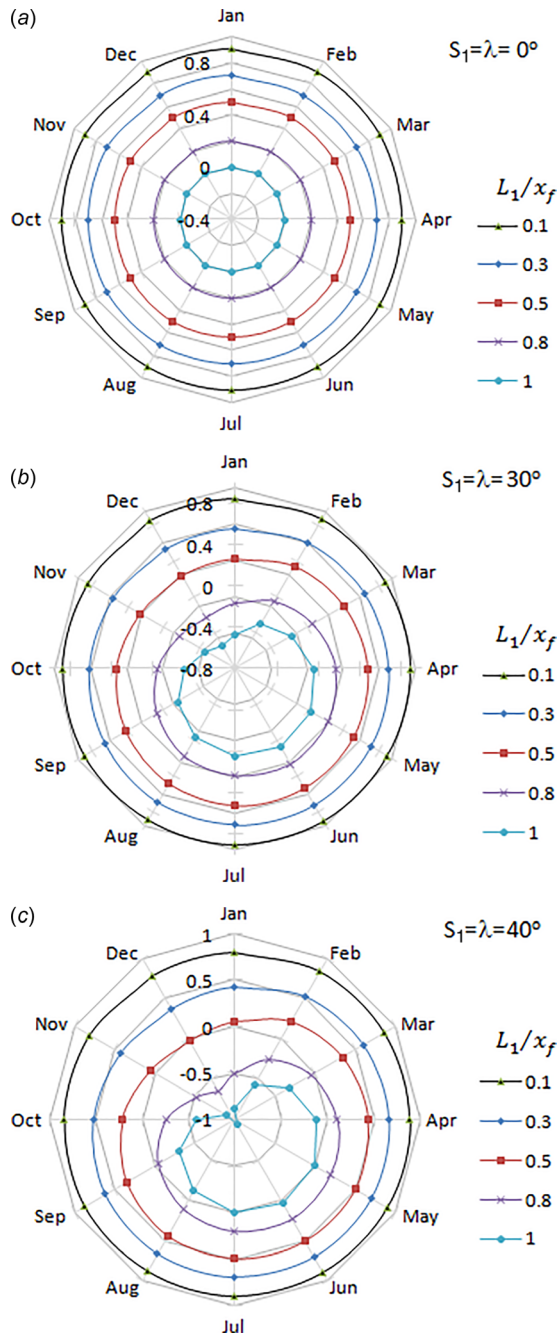 (a)
Jan
Dec
Feb
S1=λ= 0º
0.8
Nov
0.4
Mar
0
L1/xf
Oct
-0.4
Apr
0.1
0.3
Sep
May
0.5
0.8
Aug
Jun
1
Jul
(b)
Jan
Dec
Feb
S1=λ=30º
0.8
Nov
0.4
Mar
0
-0.4
L1/xf
Oct
-0.8
Apr
0.1
0.3
Sep
May
0.5
0.8
Aug
Jun
1
Jul
(c)
Jan
1
Dec
Feb
S1=λ=40º
0.5
Nov
0
Mar
-0.5
L1/xf
Oct
-1
Apr
0.1
0.3
Sep
May
0.5
0.8
Aug
Jun
1
Jul